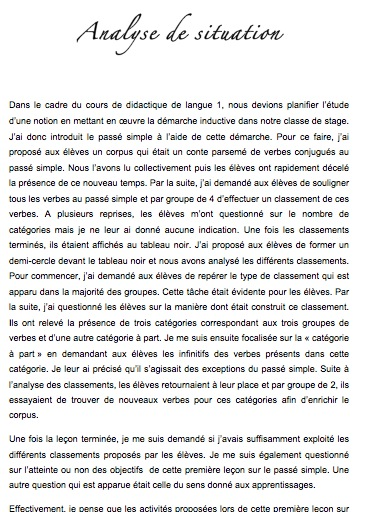 Analyse de situation
Dans le cadre du cours de didactique de langue 1, nous devions planifier l'étude
d'une notion en mettant en œuvre la démarche inductive dans notre classe de stage.
J'ai donc introduit le passé simple à l'aide de cette démarche. Pour ce faire, j'ai
proposé aux élèves un corpus qui était un conte parsemé de verbes conjugués au
passé simple. Nous l'avons lu collectivement puis les élèves ont rapidement décelé
la présence de ce nouveau temps. Par la suite, j'ai demandé aux élèves de souligner
tous les verbes au passé simple et par groupe de 4 d'effectuer un classement de ces
verbes. A plusieurs reprises, les élèves m'ont questionné sur le nombre de
catégories mais je ne leur ai donné aucune indication. Une fois les classements
terminés, ils étaient affichés au tableau noir. J'ai proposé aux élèves de former un
demi-cercle devant le tableau noir et nous avons analysé les différents classements.
Pour commencer, j'ai demandé aux élèves de repérer le type de classement qui est
apparu dans la majorité des groupes. Cette tâche était évidente pour les élèves. Par
la suite, j'ai questionné les élèves sur la manière dont était construit ce classement.
Ils ont relevé la présence de trois catégories correspondant aux trois groupes de
verbes et d'une autre catégorie à part. Je me suis ensuite focalisée sur la « catégorie
à part » en demandant aux élèves les infinitifs des verbes présents dans cette
catégorie. Je leur ai précisé qu'il s'agissait des exceptions du passé simple. Suite à
l'analyse des classements, les élèves retournaient à leur place et par groupe de 2, ils
essayaient de trouver de nouveaux verbes pour ces catégories afin d'enrichir le
corpus.
Une fois la leçon terminée, je me suis demandé si j'avais suffisamment exploité les
différents classements proposés par les élèves. Je me suis également questionné
sur l'atteinte ou non des objectifs de cette première leçon sur le passé simple. Une
autre question qui est apparue était celle du sens donné aux apprentissages.
Effectivement, je pense que les activités proposées lors de cette première leçon sur